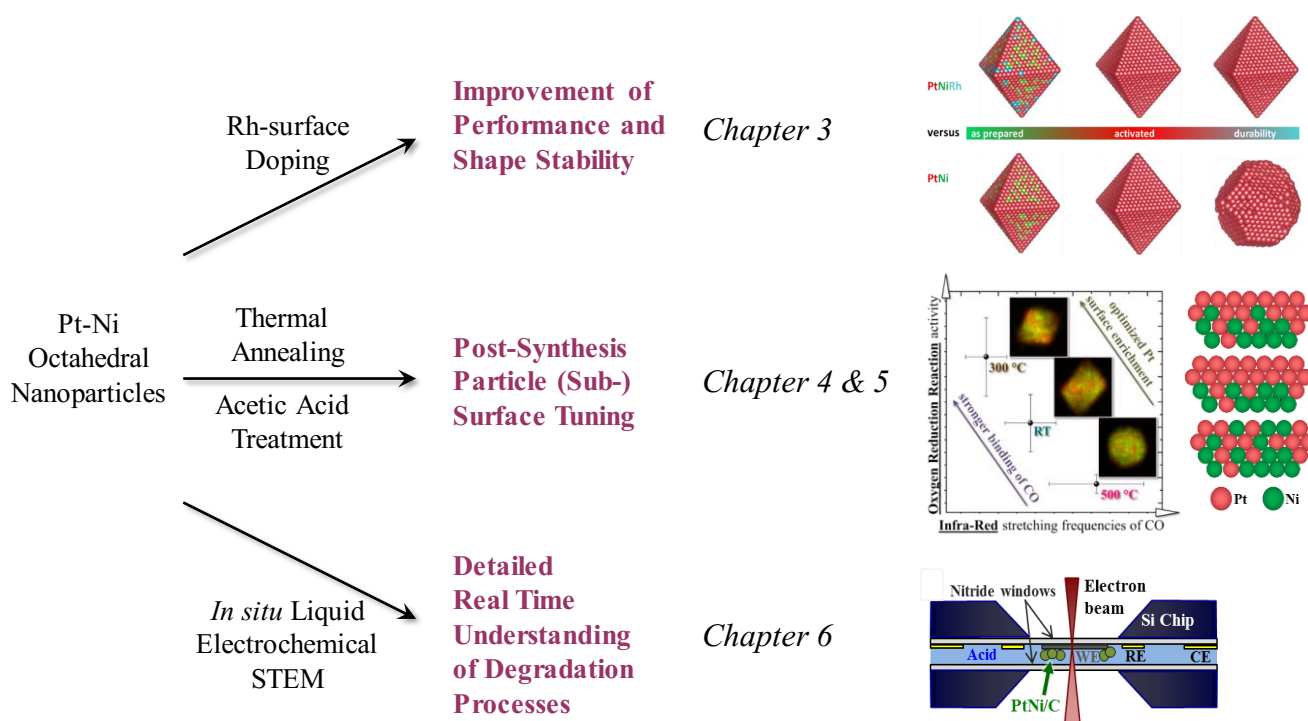 Pt-Ni
Octahedral
Nanoparticles
Rh-surface
Doping
Improvement of
Performance and
Shape Stability
Chapter 3
PtNiRh
versus
as prepared
activated
durability
PtNi
Thermal
Annealing
Acetic Acid
Treatment
Post-Synthesis
Particle (Sub-)
Surface Tuning
Chapter 4 & 5
Oxygen Reduction Reaction activity
optimized Pt
surface enrichment
300 °C
stronger binding of CO
RT
500 °C
Infra-Red stretching frequencies of CO
Pt
Ni
In situ Liquid
Electrochemical
STEM
Detailed
Real Time
Understanding
of Degradation
Processes
Chapter 6
Nitride windows
Electron
beam
Si Chip
Acid
WE
RE
CE
PtNi/C